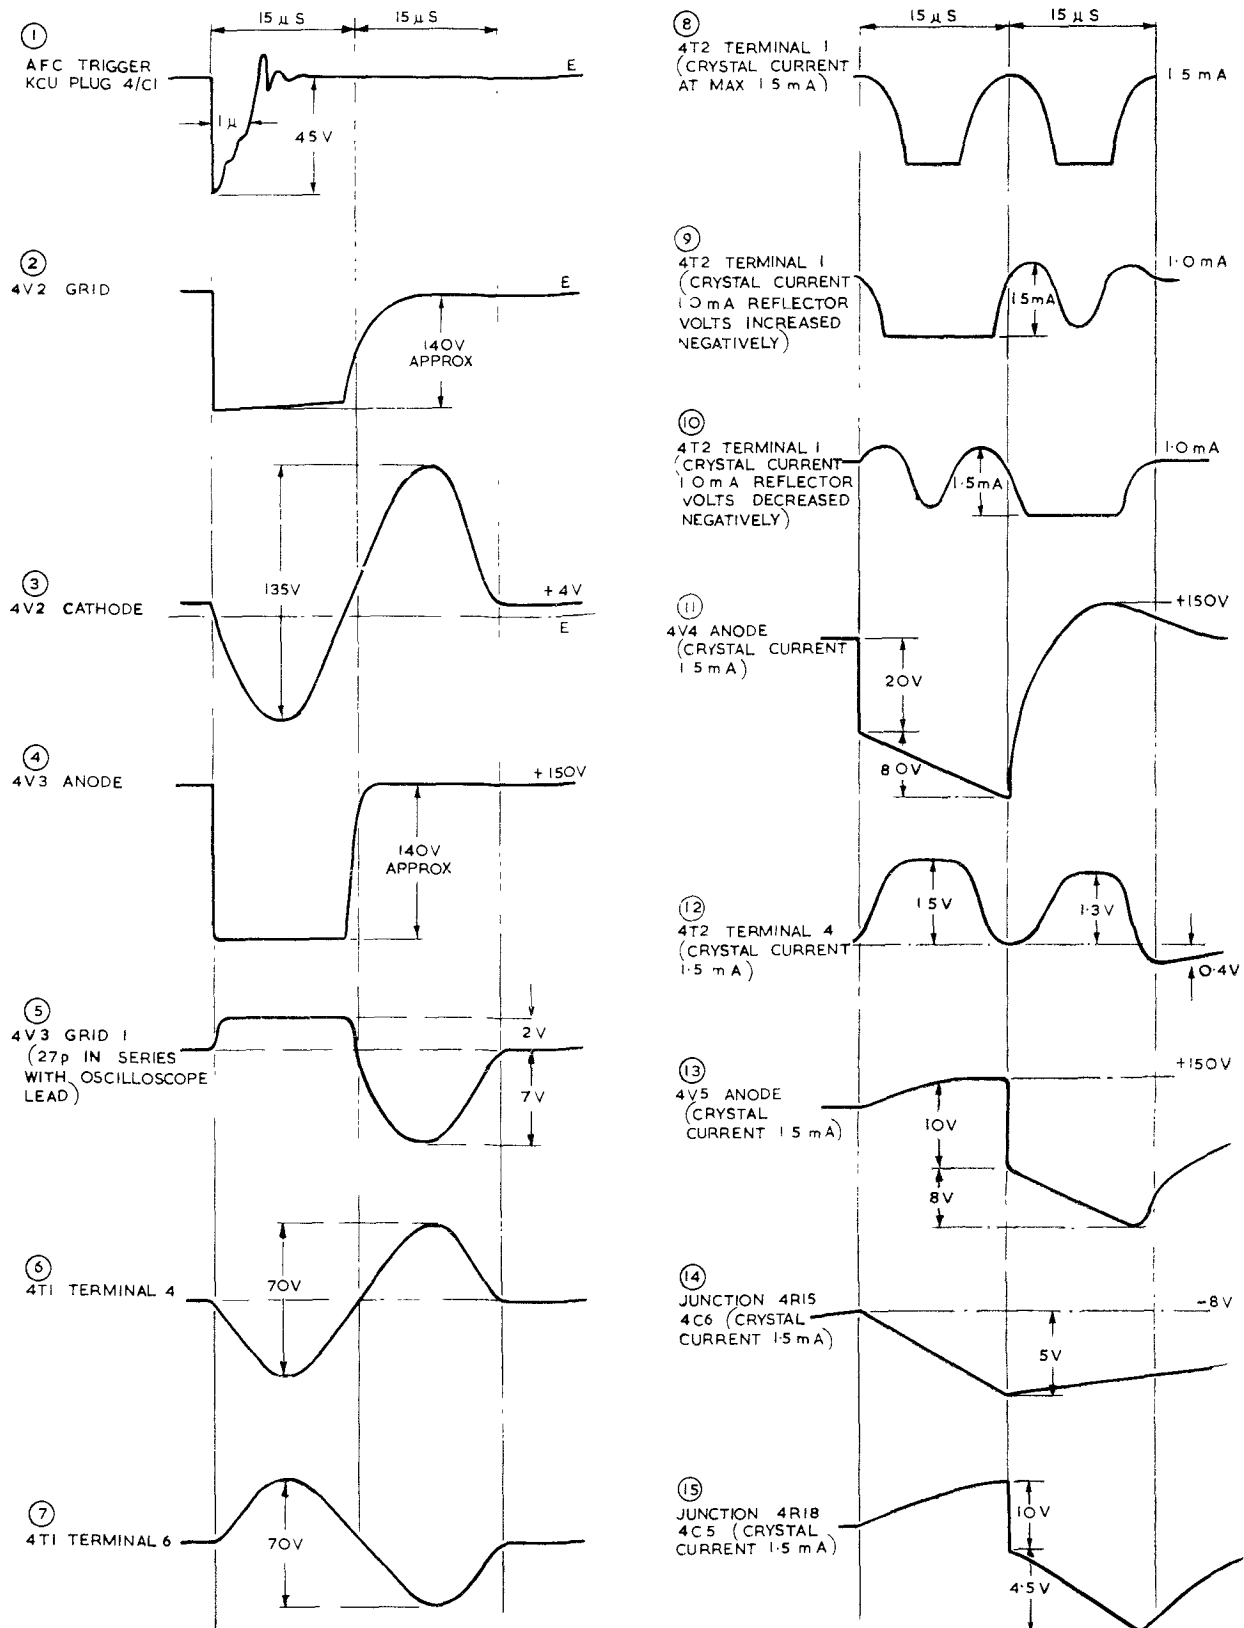 15 μS 15 μS
1
AFC TRIGGER
KCU PLUG 4/C1
E
1μ
45V
2
4V2 GRID
E
140V
APPROX
3
4V2 CATHODE
135V
+4V
E
4
4V3 ANODE
+150V
140V
APPROX
5
4V3 GRID 1
(27p IN SERIES
WITH OSCILLOSCOPE
LEAD)
2V
7V
6
4T1 TERMINAL 4
70V
7
4T1 TERMINAL 6
70V
15 μS 15 μS
8
4T2 TERMINAL 1
(CRYSTAL CURRENT
AT MAX 1 5 mA)
1 5 mA
9
4T2 TERMINAL 1
(CRYSTAL CURRENT
1 0 mA REFLECTOR
VOLTS INCREASED
NEGATIVELY)
1·0 mA
1 5mA
10
4T2 TERMINAL 1
(CRYSTAL CURRENT
1 0 mA REFLECTOR
VOLTS DECREASED
NEGATIVELY)
1·0 mA
1·5mA
11
4V4 ANODE
(CRYSTAL CURRENT
1 5 mA)
+150V
20V
80V
12
4T2 TERMINAL 4
(CRYSTAL CURRENT
1·5 mA)
1 5 V
1·3V
0·4V
13
4V5 ANODE
(CRYSTAL
CURRENT 1 5 mA)
+150V
10V
8V
14
JUNCTION 4R15
4C6 (CRYSTAL
CURRENT 1·5 mA)
-8V
5V
15
JUNCTION 4R18
4C5 (CRYSTAL
CURRENT 1·5 mA)
10V
4·5V